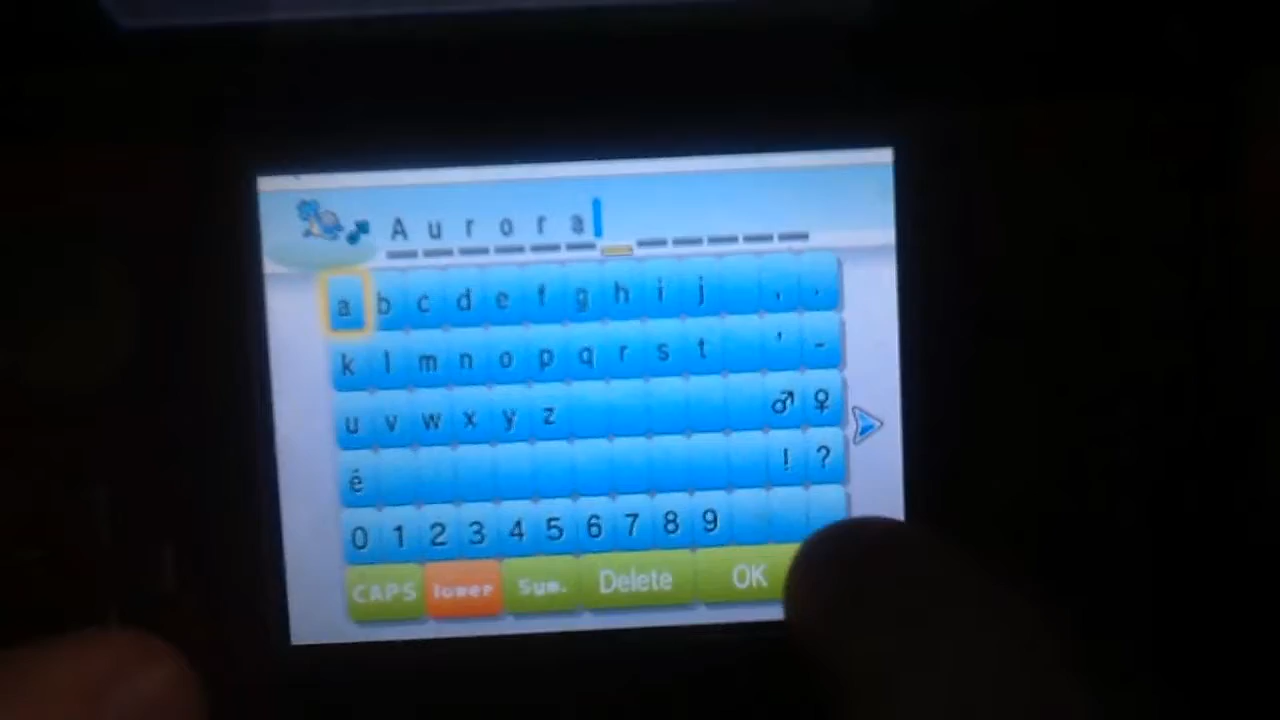 Aurora
a b c d e f g h i j , .
k l m n o p q r s t ' -
u v w x y z ♂ ♀
é ! ?
0 1 2 3 4 5 6 7 8 9
CAPS lower Sym. Delete OK